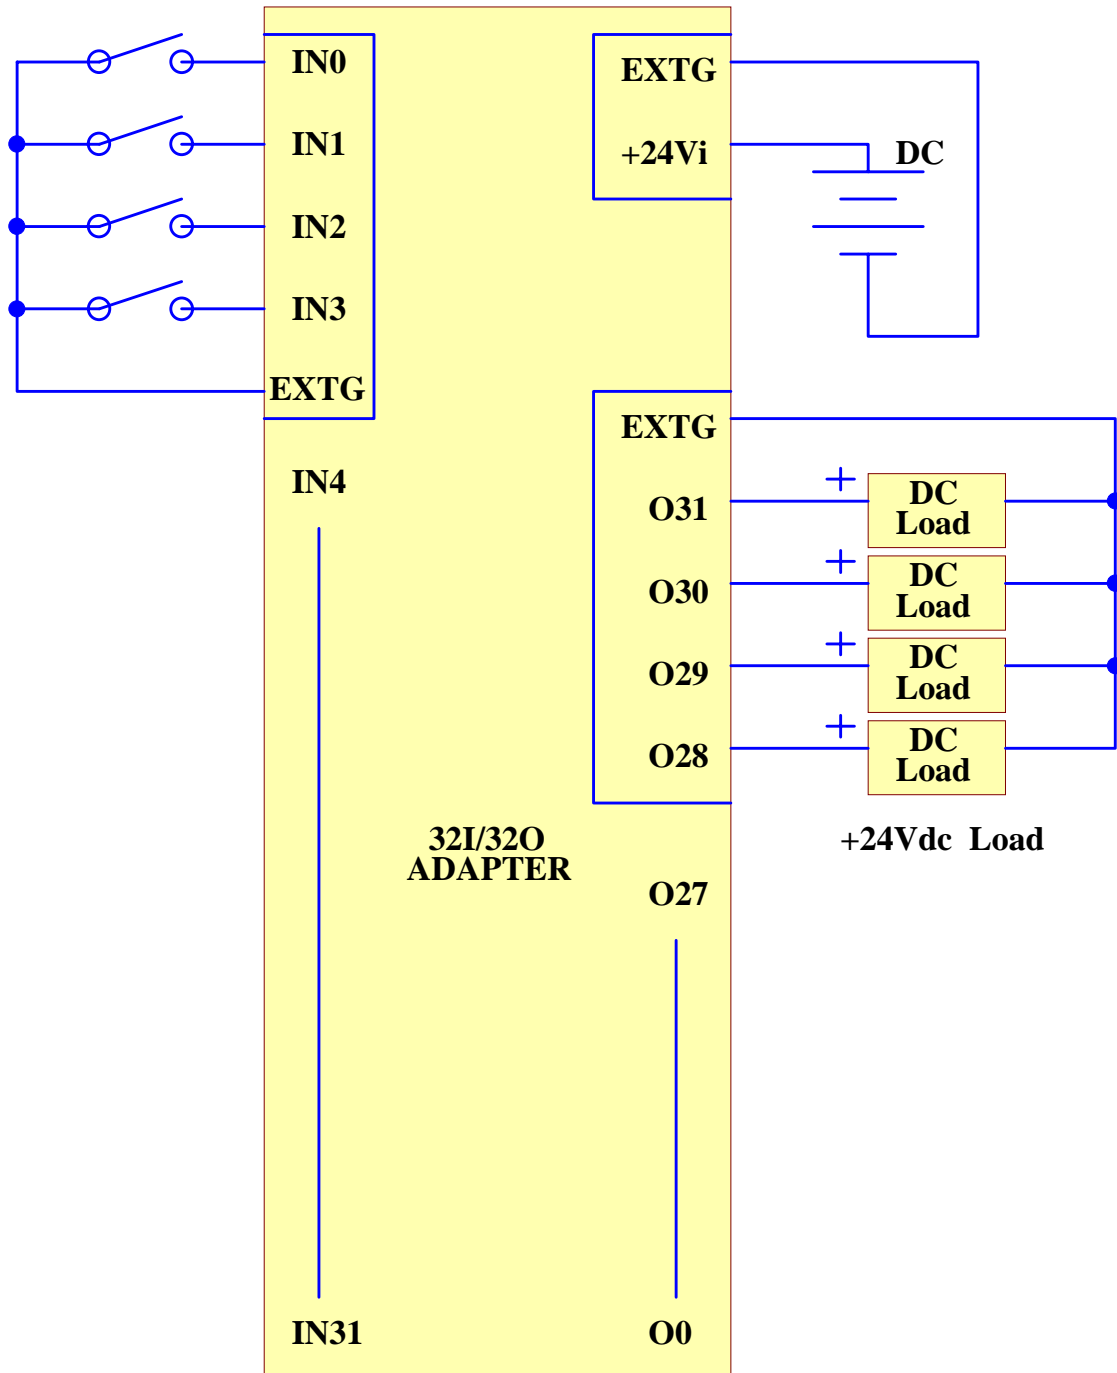 IN0
IN1
IN2
IN3
EXTG
IN4
IN31
EXTG
+24Vi
DC
EXTG
O31
O30
O29
O28
+
DC
Load
+
DC
Load
+
DC
Load
+
DC
Load
+24Vdc Load
32I/32O
ADAPTER
O27
O0